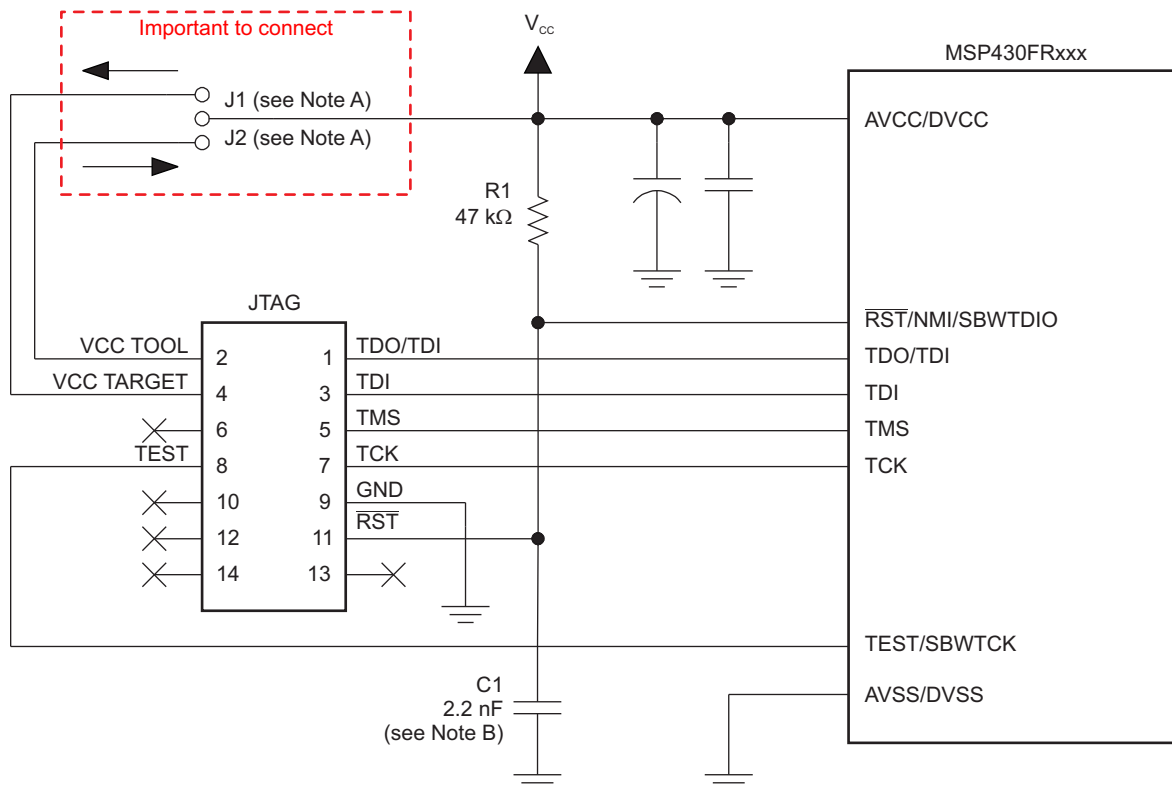 Important to connect
J1 (see Note A)
J2 (see Note A)
VCC
MSP430FRxxx
AVCC/DVCC
R1
47 kΩ
JTAG
RST/NMI/SBWTDIO
VCC TOOL
2
1
TDO/TDI
TDO/TDI
VCC TARGET
4
3
TDI
TDI
6
5
TMS
TMS
TEST
8
7
TCK
TCK
10
9
GND
12
11
RST
14
13
TEST/SBWTCK
C1
2.2 nF
(see Note B)
AVSS/DVSS